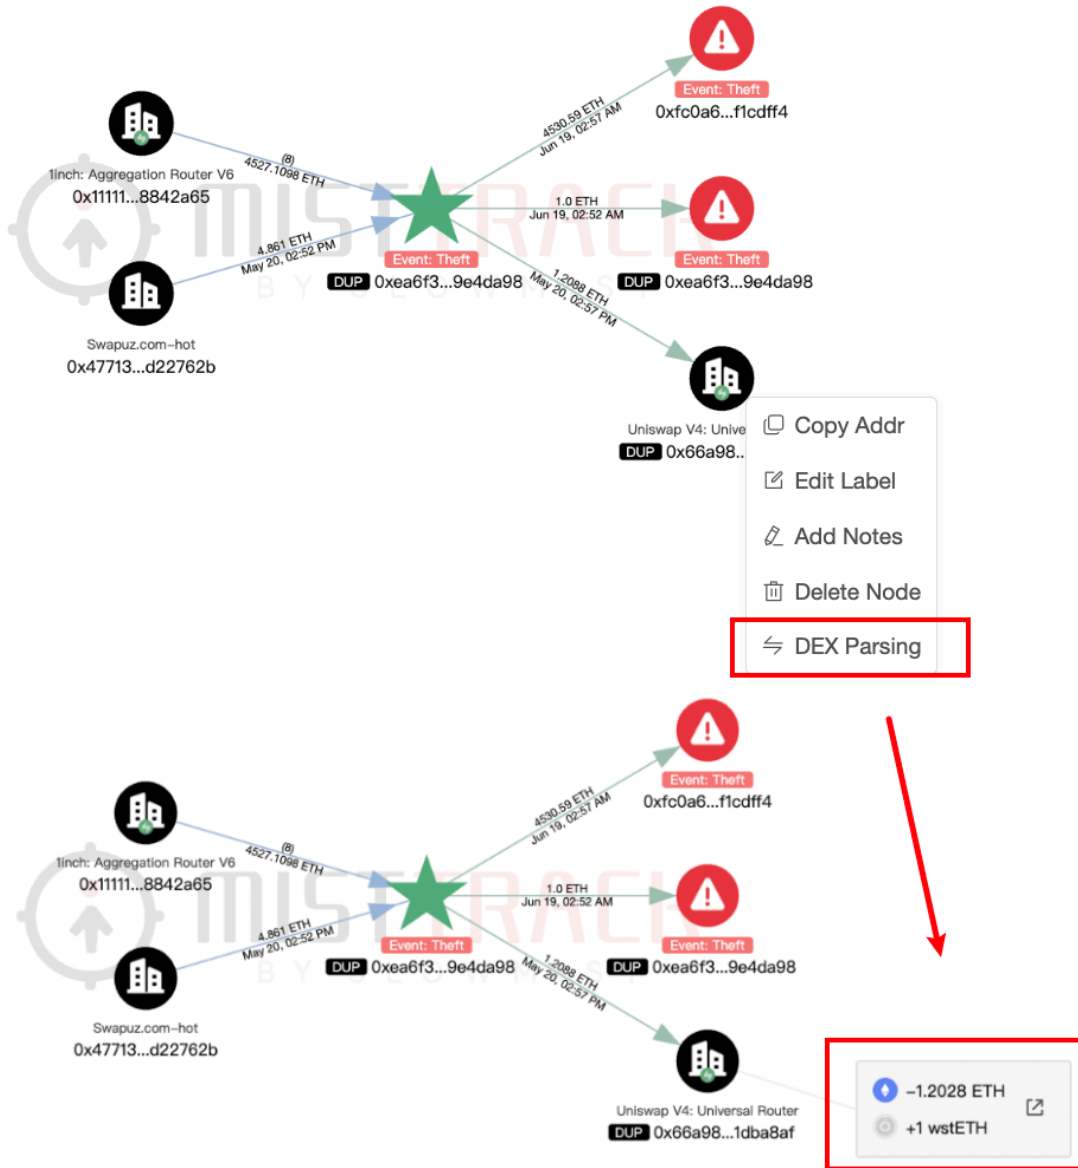 Event: Theft
0xfc0a6...f1cdff4
4530.59 ETH
Jun 19, 02:57 AM
1inch: Aggregation Router V6
0x11111...8842a65
(8)
4527.1098 ETH
1.0 ETH
Jun 19, 02:52 AM
MISTTRACK
BY SLOWMIST
4.861 ETH
May 20, 02:52 PM
Event: Theft
DUP 0xea6f3...9e4da98
Event: Theft
DUP 0xea6f3...9e4da98
1.2088 ETH
May 20, 02:57 PM
Swapuz.com-hot
0x47713...d22762b
Uniswap V4: Unive
DUP 0x66a98..
Copy Addr
Edit Label
Add Notes
Delete Node
DEX Parsing
Event: Theft
0xfc0a6...f1cdff4
4530.59 ETH
Jun 19, 02:57 AM
1inch: Aggregation Router V6
0x11111...8842a65
(8)
4527.1098 ETH
1.0 ETH
Jun 19, 02:52 AM
MISTTRACK
BY SLOWMIST
4.861 ETH
May 20, 02:52 PM
Event: Theft
DUP 0xea6f3...9e4da98
Event: Theft
DUP 0xea6f3...9e4da98
1.2088 ETH
May 20, 02:57 PM
Swapuz.com-hot
0x47713...d22762b
Uniswap V4: Universal Router
DUP 0x66a98...1dba8af
-1.2028 ETH
+1 wstETH